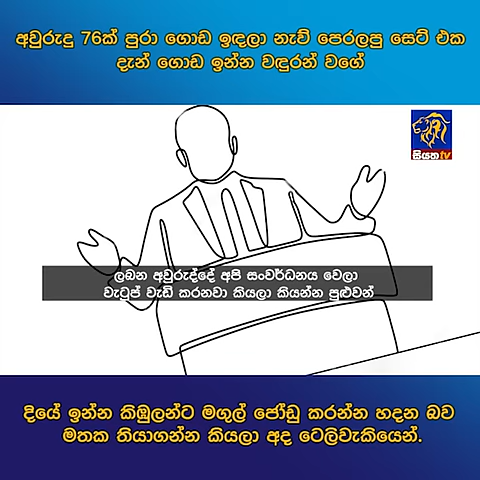 අවුරුදු 76ක් පුරා ගොඩ ඉඳලා නැව් පෙරලපු සෙට් එක
දැන් ගොඩ ඉන්න වඳුරන් වගේ
සියත tv
ලබන අවුරුද්දේ අපි සංවර්ධනය වෙලා
වැටුප් වැඩි කරනවා කියලා කියන්න පුළුවන්
දියේ ඉන්න කිඹුලන්ට මගුල් ජෝඩු කරන්න හදන බව
මතක තියාගන්න කියලා අද ටෙලිවැකියෙන්.